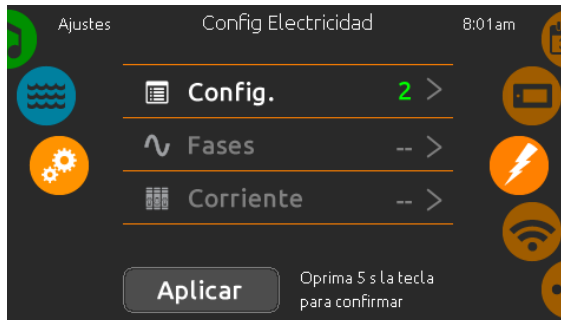 Ajustes
Config Electricidad
8:01am
Config.
2 >
Fases
-- >
Corriente
-- >
Aplicar
Oprima 5 s la tecla
para confirmar